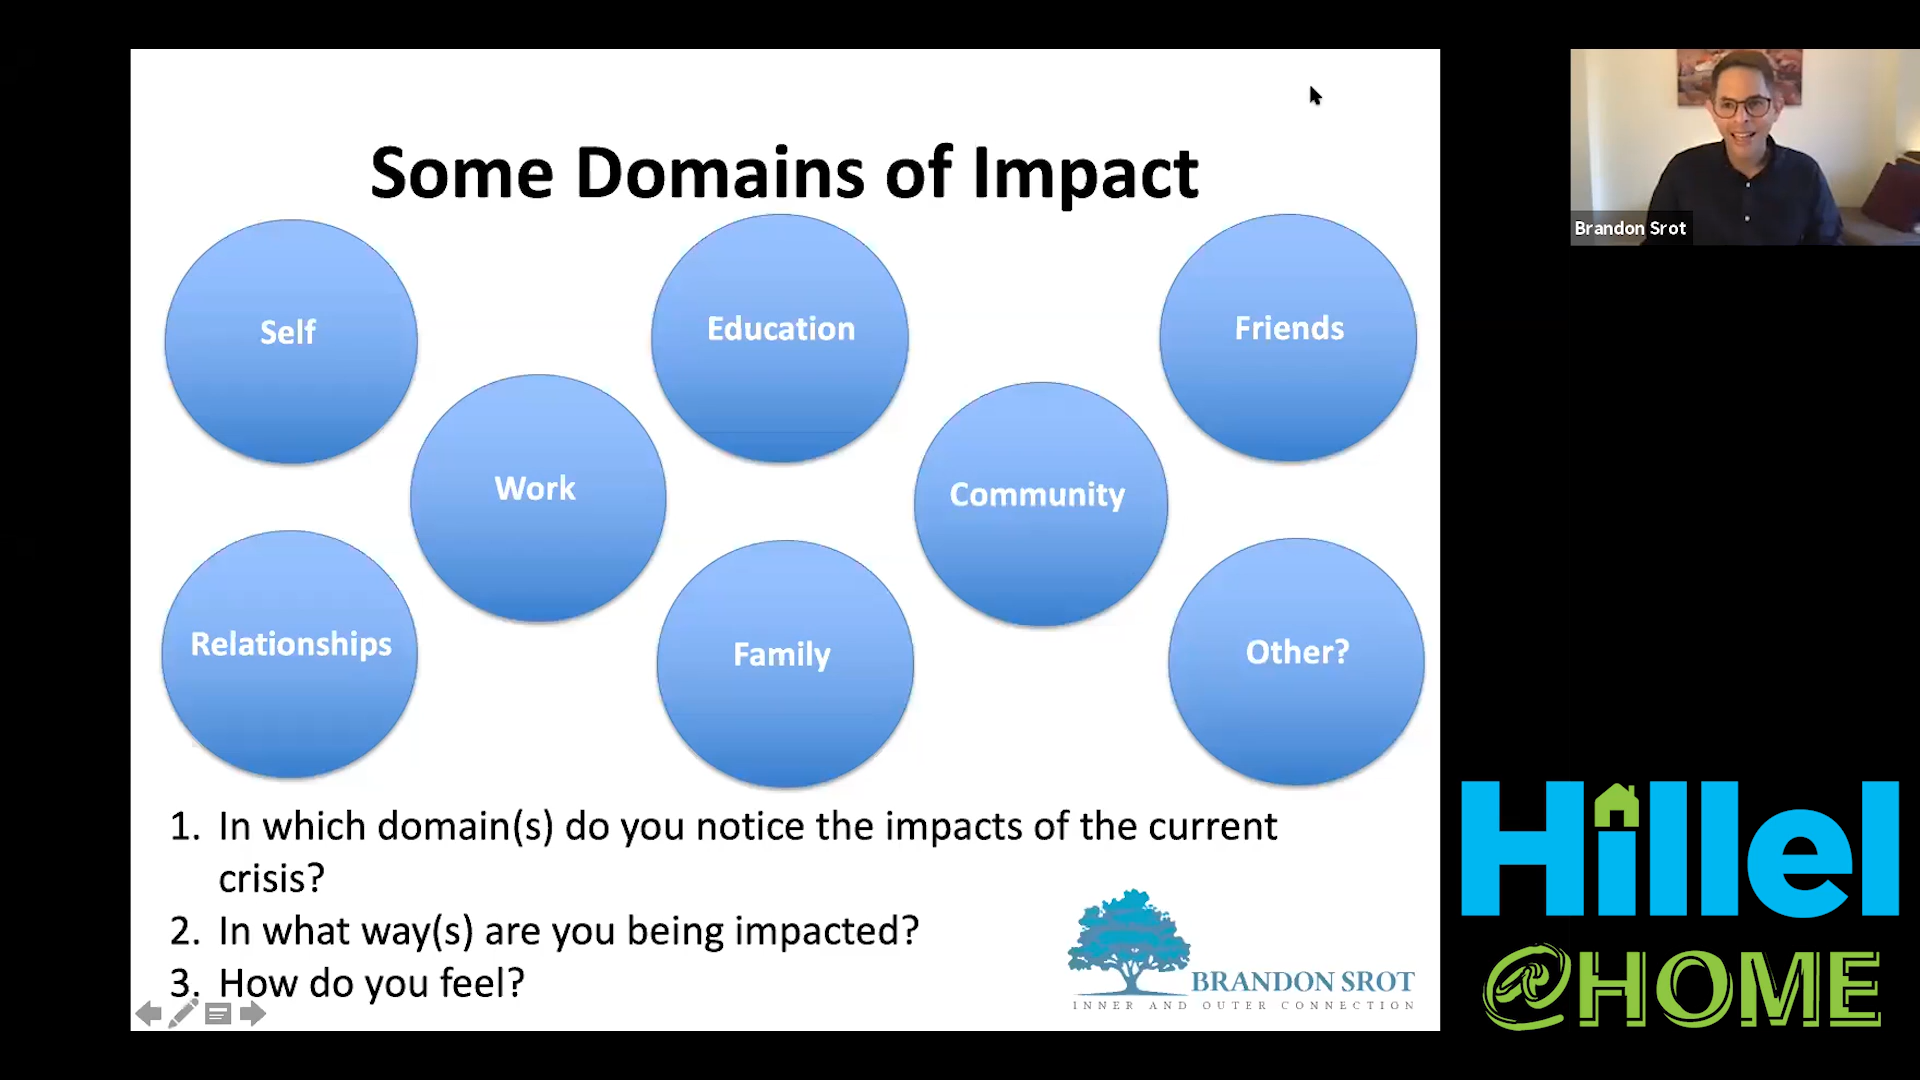 Some Domains of Impact
Self
Education
Friends
Work
Community
Relationships
Family
Other?
1. In which domain(s) do you notice the impacts of the current
crisis?
2. In what way(s) are you being impacted?
3. How do you feel?
BRANDON SROT
INNER AND OUTER CONNECTION
Brandon Srot
Hillel
@HOME